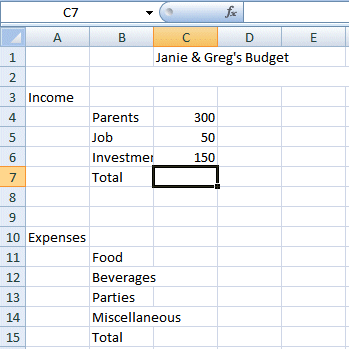 C7 fx
A B C D E
1 Janie & Greg's Budget
2
3 Income
4 Parents 300
5 Job 50
6 Investmer 150
7 Total
8
9
10 Expenses
11 Food
12 Beverages
13 Parties
14 Miscellaneous
15 Total